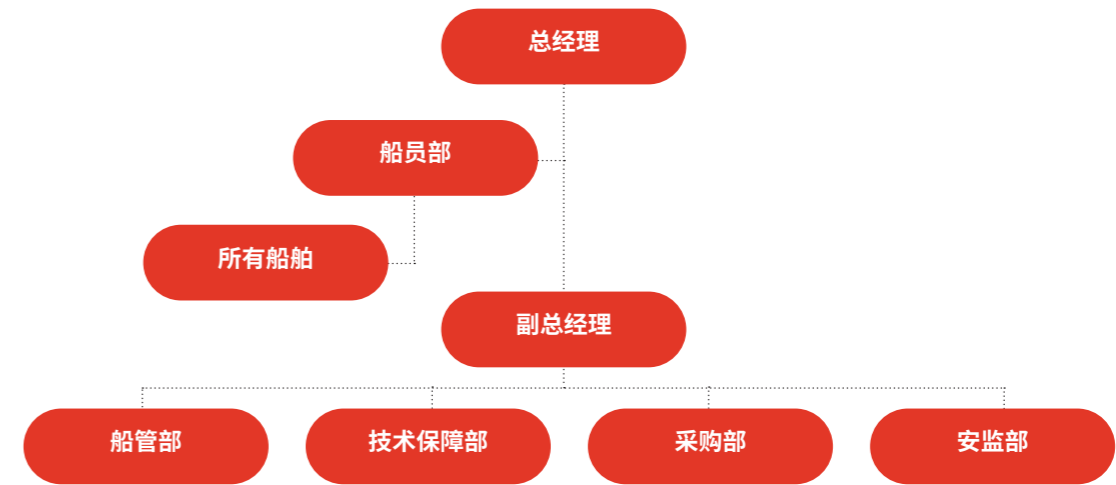 总经理
船员部
所有船舶
副总经理
船管部
技术保障部
采购部
安监部